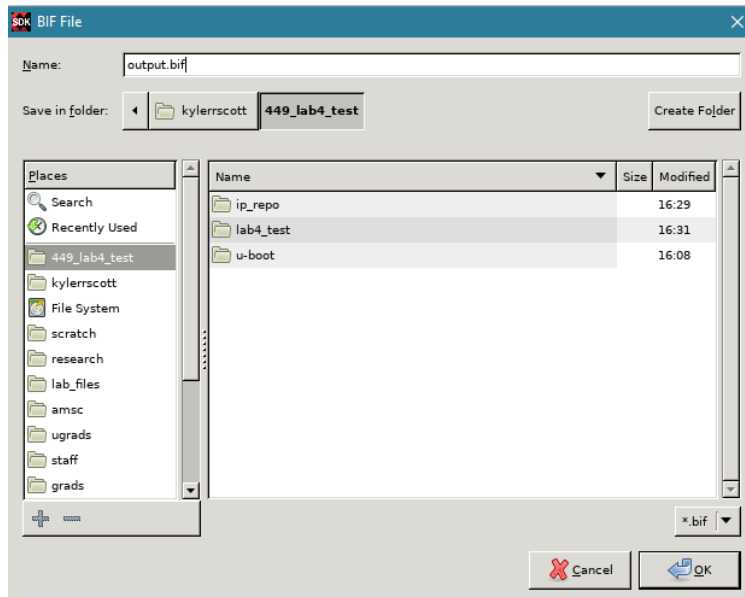 SDK BIF File
Name: output.bif
Save in folder: kylerrscott 449_lab4_test Create Folder
Places
Search
Recently Used
449_lab4_test
kylerrscott
File System
scratch
research
lab_files
amsc
ugrads
staff
grads
Name Size Modified
ip_repo 16:29
lab4_test 16:31
u-boot 16:08
*.bif
Cancel OK